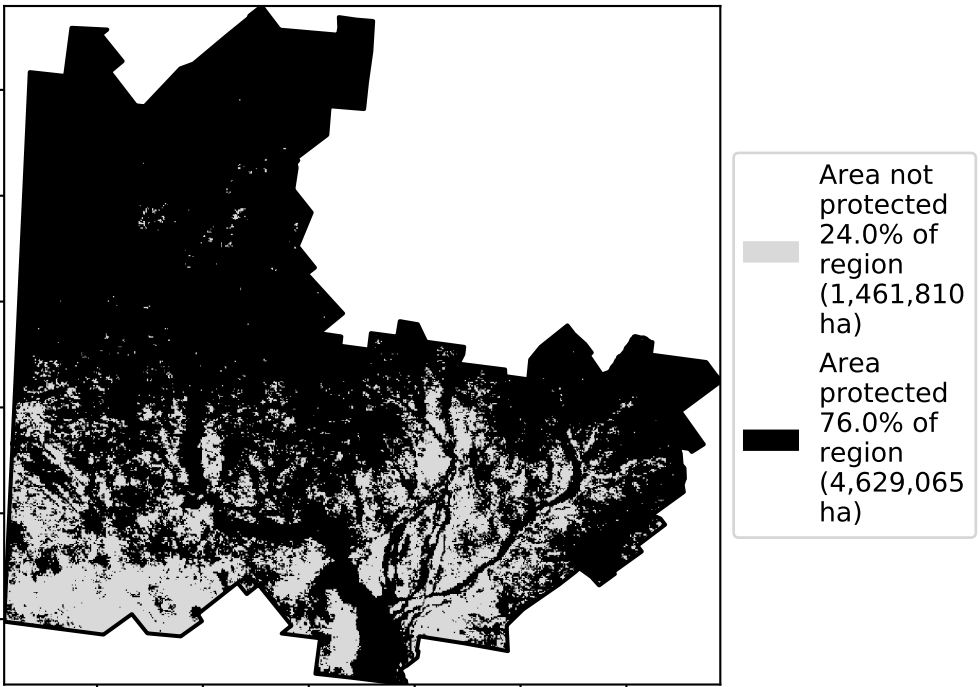 Area not
protected
24.0% of
region
(1,461,810
ha)
Area
protected
76.0% of
region
(4,629,065
ha)